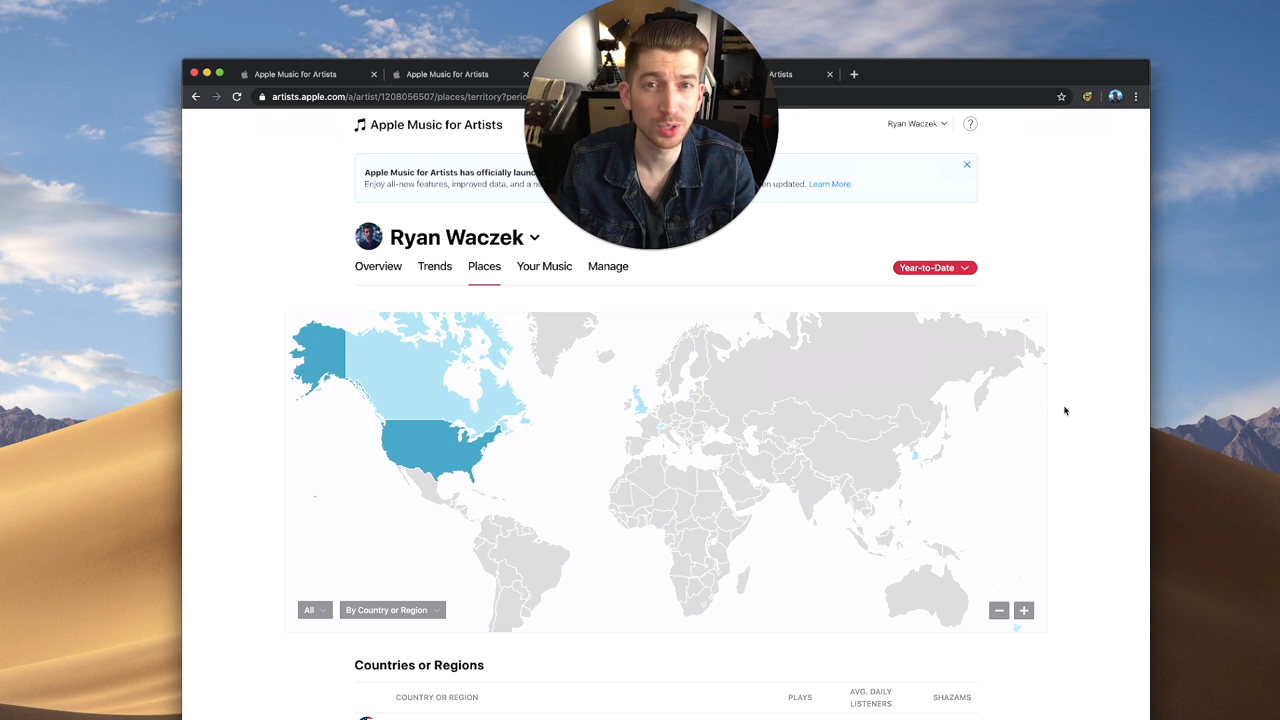 Apple Music for Artists
Apple Music for Artists
Artists
artists.apple.com/a/artist/1208056507/places/territory?perio
Apple Music for Artists
Ryan Waczek
?
Apple Music for Artists has officially
Enjoy all-new features, improved data, and a
updated. Learn More.
Ryan Waczek
Overview
Trends
Places
Your Music
Manage
Year-to-Date
All
By Country or Region
Countries or Regions
COUNTRY OR REGION
PLAYS
AVG. DAILY
LISTENERS
SHAZAMS